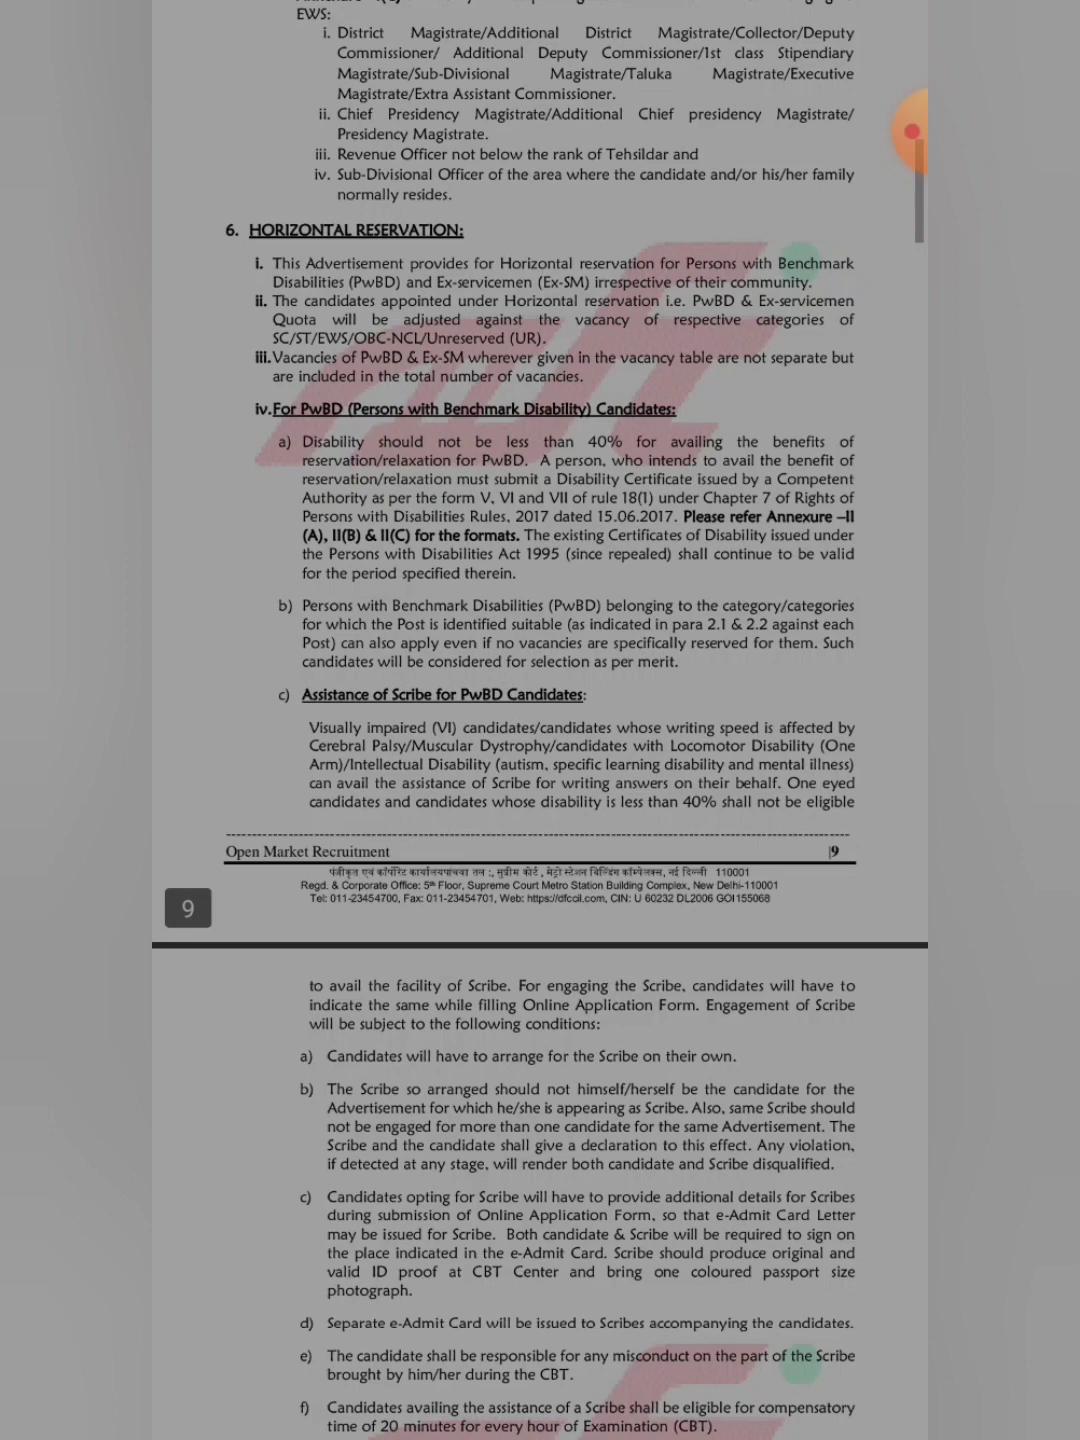 EWS:
i. District Magistrate/Additional District Magistrate/Collector/Deputy
Commissioner/ Additional Deputy Commissioner/1st class Stipendiary
Magistrate/Sub-Divisional Magistrate/Taluka Magistrate/Executive
Magistrate/Extra Assistant Commissioner.
ii. Chief Presidency Magistrate/Additional Chief presidency Magistrate/
Presidency Magistrate.
iii. Revenue Officer not below the rank of Tehsildar and
iv. Sub-Divisional Officer of the area where the candidate and/or his/her family
normally resides.
6. HORIZONTAL RESERVATION:
i. This Advertisement provides for Horizontal reservation for Persons with Benchmark
Disabilities (PwBD) and Ex-servicemen (Ex-SM) irrespective of their community.
ii. The candidates appointed under Horizontal reservation i.e. PwBD & Ex-servicemen
Quota will be adjusted against the vacancy of respective categories of
SC/ST/EWS/OBC-NCL/Unreserved (UR).
iii. Vacancies of PwBD & Ex-SM wherever given in the vacancy table are not separate but
are included in the total number of vacancies.
iv. For PwBD (Persons with Benchmark Disability) Candidates:
a) Disability should not be less than 40% for availing the benefits of
reservation/relaxation for PwBD. A person, who intends to avail the benefit of
reservation/relaxation must submit a Disability Certificate issued by a Competent
Authority as per the form V, VI and VII of rule 18(1) under Chapter 7 of Rights of
Persons with Disabilities Rules, 2017 dated 15.06.2017. Please refer Annexure –II
(A), II(B) & II(C) for the formats. The existing Certificates of Disability issued under
the Persons with Disabilities Act 1995 (since repealed) shall continue to be valid
for the period specified therein.
b) Persons with Benchmark Disabilities (PwBD) belonging to the category/categories
for which the Post is identified suitable (as indicated in para 2.1 & 2.2 against each
Post) can also apply even if no vacancies are specifically reserved for them. Such
candidates will be considered for selection as per merit.
c) Assistance of Scribe for PwBD Candidates:
Visually impaired (VI) candidates/candidates whose writing speed is affected by
Cerebral Palsy/Muscular Dystrophy/candidates with Locomotor Disability (One
Arm)/Intellectual Disability (autism, specific learning disability and mental illness)
can avail the assistance of Scribe for writing answers on their behalf. One eyed
candidates and candidates whose disability is less than 40% shall not be eligible
Open Market Recruitment |9
पंजीकृत एवं कॉर्पोरेट कार्यालयपांचवा तल :, सुप्रीम कोर्ट, मेट्रो स्टेशन बिल्डिंग कॉम्प्लेक्स, नई दिल्ली 110001
Regd. & Corporate Office: 5th Floor, Supreme Court Metro Station Building Complex, New Delhi-110001
Tel: 011-23454700, Fax: 011-23454701, Web: https://dfccil.com, CIN: U 60232 DL2006 GOI155068
9
to avail the facility of Scribe. For engaging the Scribe, candidates will have to
indicate the same while filling Online Application Form. Engagement of Scribe
will be subject to the following conditions:
a) Candidates will have to arrange for the Scribe on their own.
b) The Scribe so arranged should not himself/herself be the candidate for the
Advertisement for which he/she is appearing as Scribe. Also, same Scribe should
not be engaged for more than one candidate for the same Advertisement. The
Scribe and the candidate shall give a declaration to this effect. Any violation,
if detected at any stage, will render both candidate and Scribe disqualified.
c) Candidates opting for Scribe will have to provide additional details for Scribes
during submission of Online Application Form, so that e-Admit Card Letter
may be issued for Scribe. Both candidate & Scribe will be required to sign on
the place indicated in the e-Admit Card. Scribe should produce original and
valid ID proof at CBT Center and bring one coloured passport size
photograph.
d) Separate e-Admit Card will be issued to Scribes accompanying the candidates.
e) The candidate shall be responsible for any misconduct on the part of the Scribe
brought by him/her during the CBT.
f) Candidates availing the assistance of a Scribe shall be eligible for compensatory
time of 20 minutes for every hour of Examination (CBT).